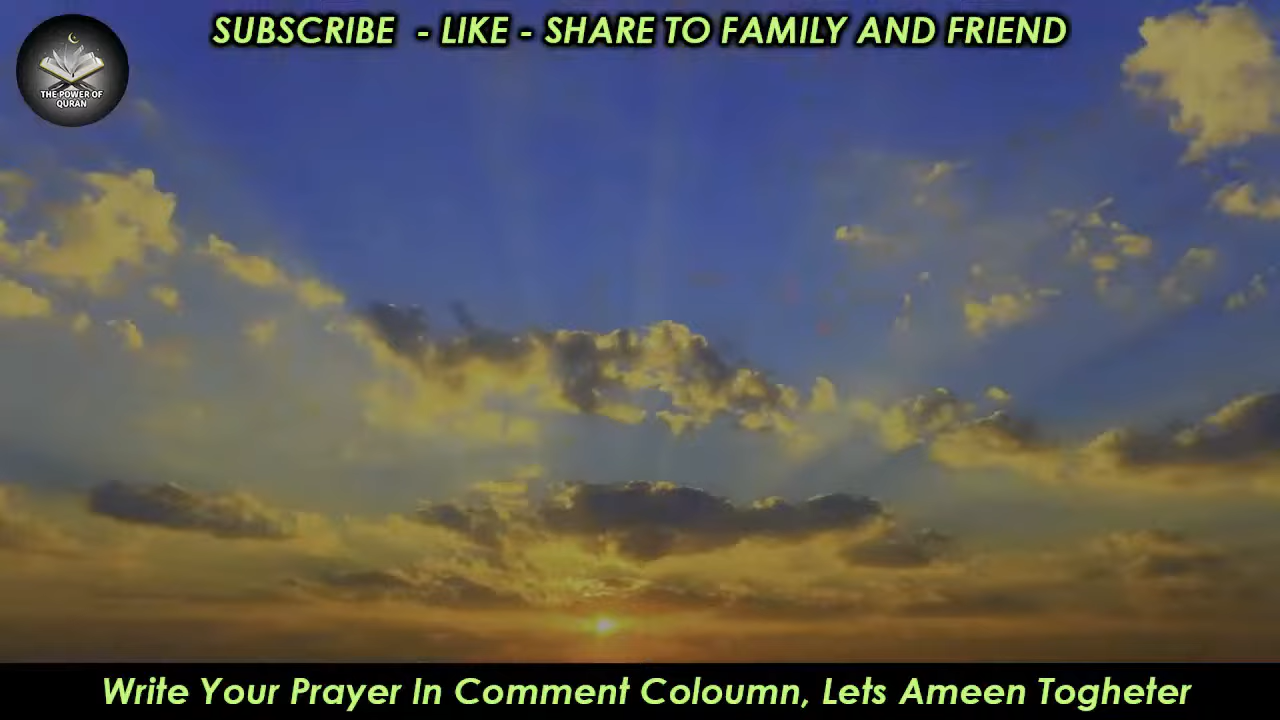 SUBSCRIBE - LIKE - SHARE TO FAMILY AND FRIEND
THE POWER OF
QURAN
Write Your Prayer In Comment Coloumn, Lets Ameen Togheter